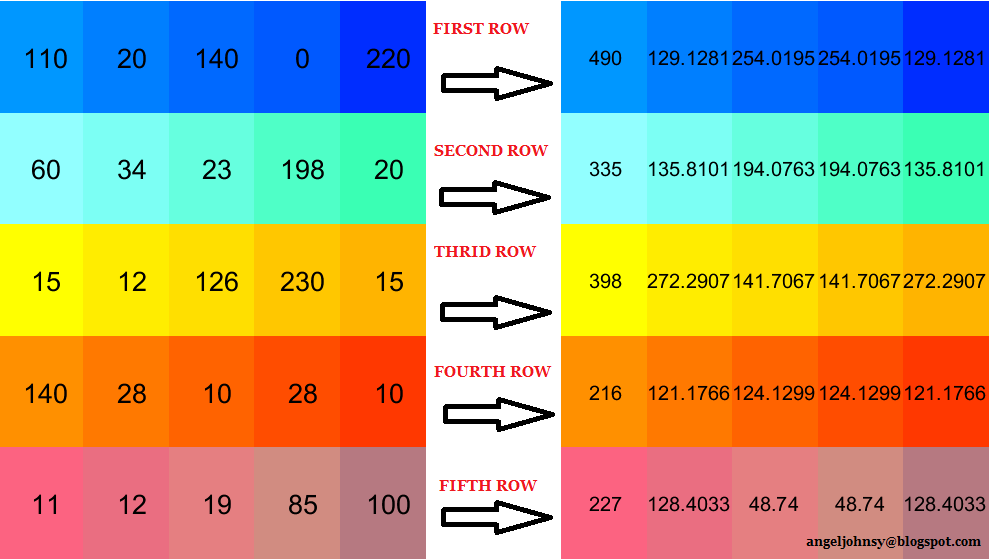 FIRST ROW
110 20 140 0 220
490 129.1281 254.0195 254.0195 129.1281
SECOND ROW
60 34 23 198 20
335 135.8101 194.0763 194.0763 135.8101
THRID ROW
15 12 126 230 15
398 272.2907 141.7067 141.7067 272.2907
FOURTH ROW
140 28 10 28 10
216 121.1766 124.1299 124.1299 121.1766
FIFTH ROW
11 12 19 85 100
227 128.4033 48.74 48.74 128.4033
angeljohnsy@blogspot.com